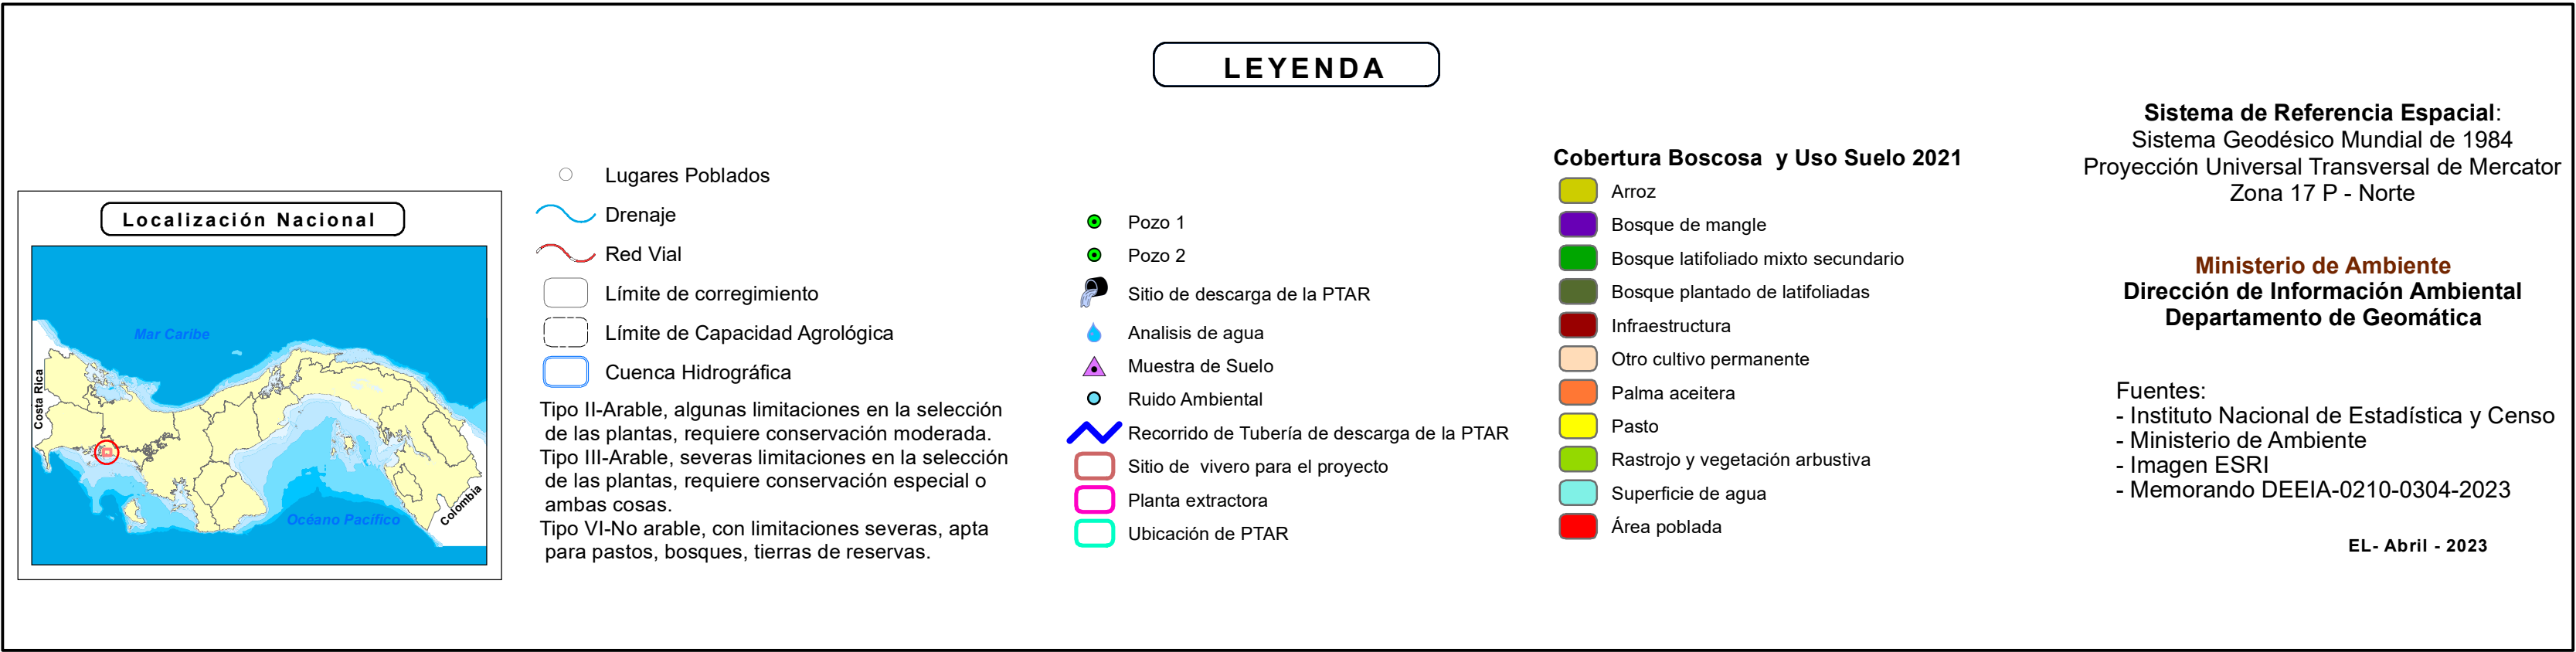 LEYENDA
Localización Nacional
Mar Caribe
Costa Rica
Océano Pacífico
Colombia
Lugares Poblados
Drenaje
Red Vial
Límite de corregimiento
Límite de Capacidad Agrológica
Cuenca Hidrográfica
Tipo II-Arable, algunas limitaciones en la selección
de las plantas, requiere conservación moderada.
Tipo III-Arable, severas limitaciones en la selección
de las plantas, requiere conservación especial o
ambas cosas.
Tipo VI-No arable, con limitaciones severas, apta
para pastos, bosques, tierras de reservas.
Pozo 1
Pozo 2
Sitio de descarga de la PTAR
Analisis de agua
Muestra de Suelo
Ruido Ambiental
Recorrido de Tubería de descarga de la PTAR
Sitio de vivero para el proyecto
Planta extractora
Ubicación de PTAR
Cobertura Boscosa y Uso Suelo 2021
Arroz
Bosque de mangle
Bosque latifoliado mixto secundario
Bosque plantado de latifoliadas
Infraestructura
Otro cultivo permanente
Palma aceitera
Pasto
Rastrojo y vegetación arbustiva
Superficie de agua
Área poblada
Sistema de Referencia Espacial:
Sistema Geodésico Mundial de 1984
Proyección Universal Transversal de Mercator
Zona 17 P - Norte
Ministerio de Ambiente
Dirección de Información Ambiental
Departamento de Geomática
Fuentes:
- Instituto Nacional de Estadística y Censo
- Ministerio de Ambiente
- Imagen ESRI
- Memorando DEEIA-0210-0304-2023
EL- Abril - 2023